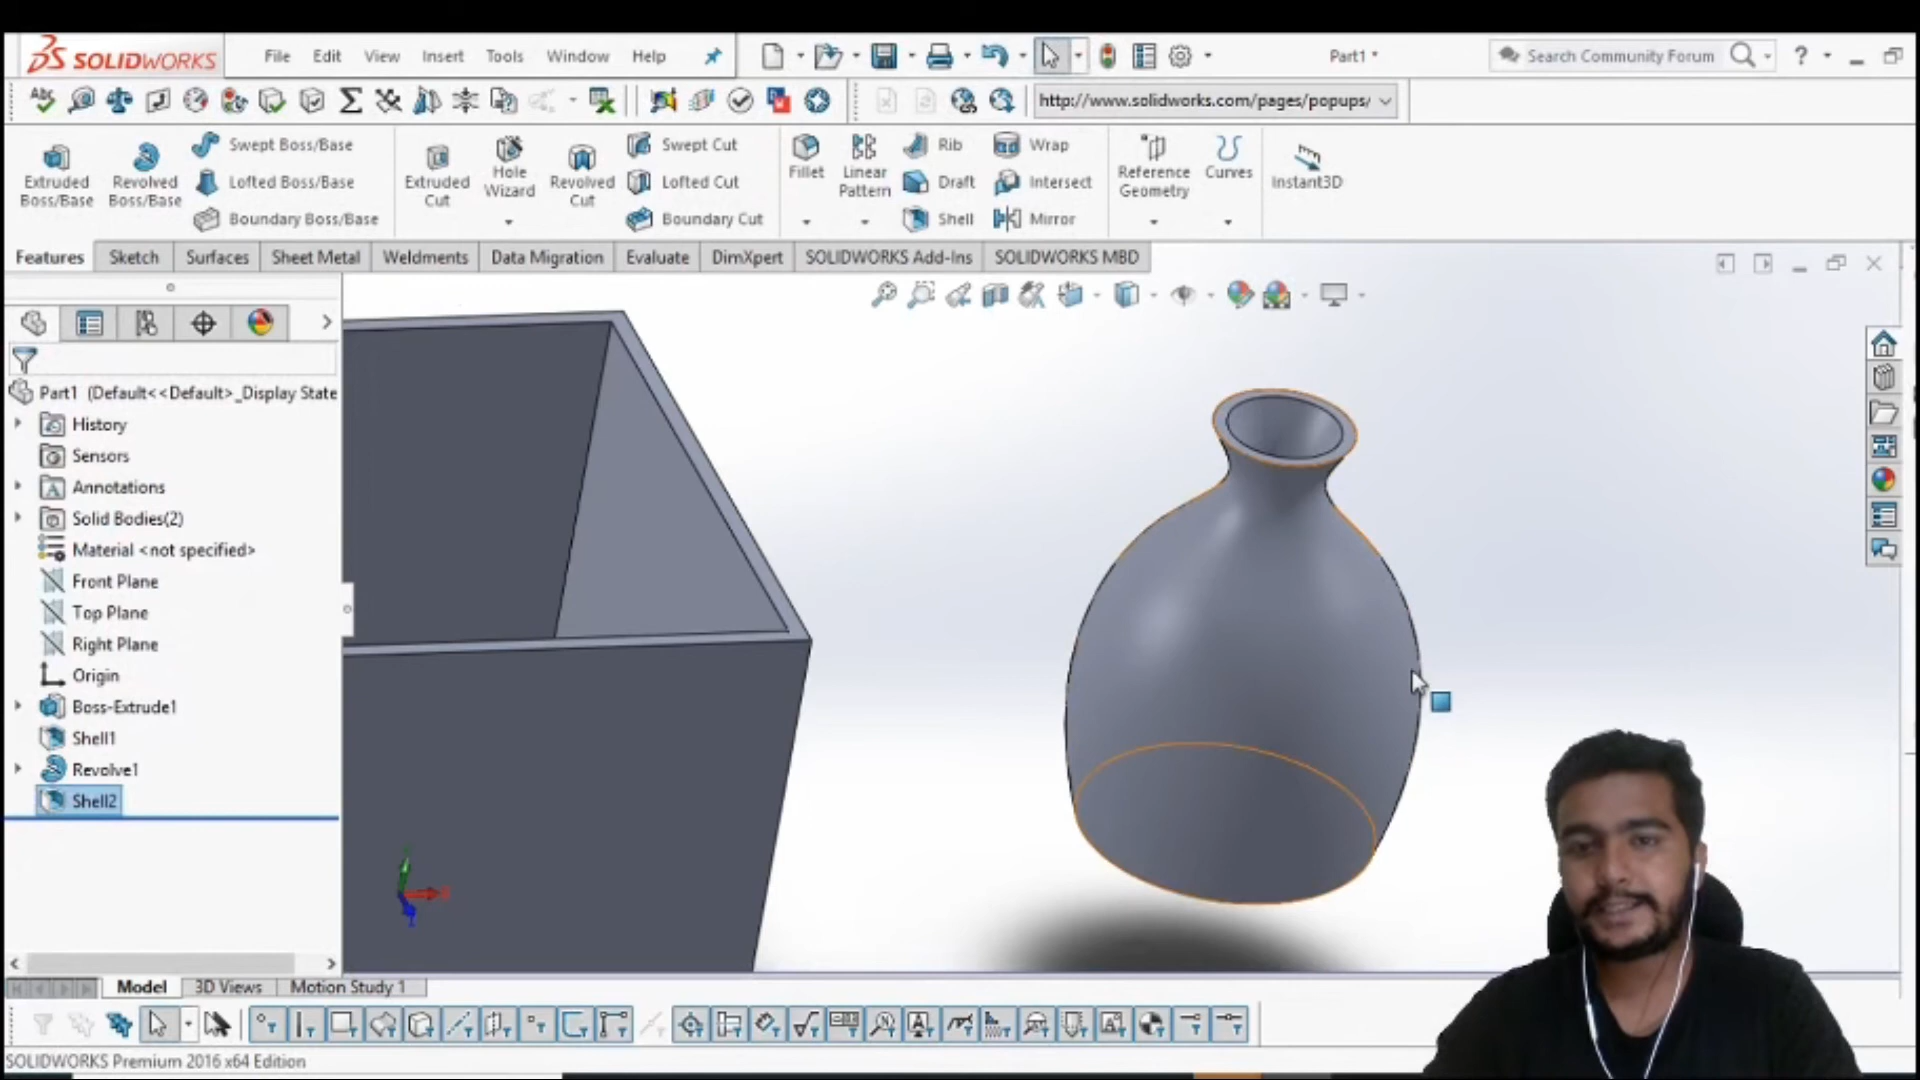 SOLIDWORKS File Edit View Insert Tools Window Help Part1 * Search Community Forum ?
Abc http://www.solidworks.com/pages/popups/
Extruded Boss/Base
Revolved Boss/Base
Swept Boss/Base
Lofted Boss/Base
Boundary Boss/Base
Extruded Cut
Hole Wizard
Revolved Cut
Swept Cut
Lofted Cut
Boundary Cut
Fillet
Linear Pattern
Rib
Draft
Shell
Wrap
Intersect
Mirror
Reference Geometry
Curves
Instant3D
Features Sketch Surfaces Sheet Metal Weldments Data Migration Evaluate DimXpert SOLIDWORKS Add-Ins SOLIDWORKS MBD
Part1 (Default<<Default>_Display State
History
Sensors
Annotations
Solid Bodies(2)
Material <not specified>
Front Plane
Top Plane
Right Plane
Origin
Boss-Extrude1
Shell1
Revolve1
Shell2
Model 3D Views Motion Study 1
SOLIDWORKS Premium 2016 x64 Edition